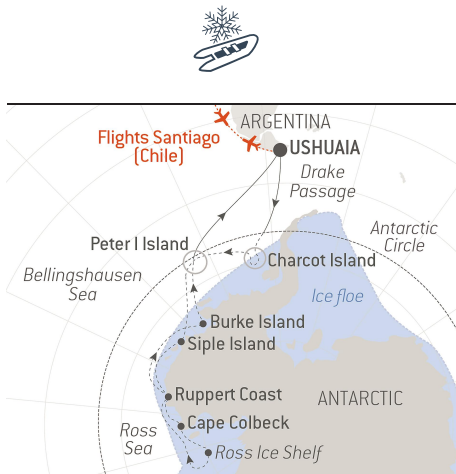 ARGENTINA
Flights Santiago
(Chile)
USHUAIA
Drake
Passage
Antarctic
Circle
Peter I Island
Charcot Island
Bellingshausen
Sea
Ice floe
Burke Island
Siple Island
Ruppert Coast
ANTARCTIC
Cape Colbeck
Ross
Sea
Ross Ice Shelf